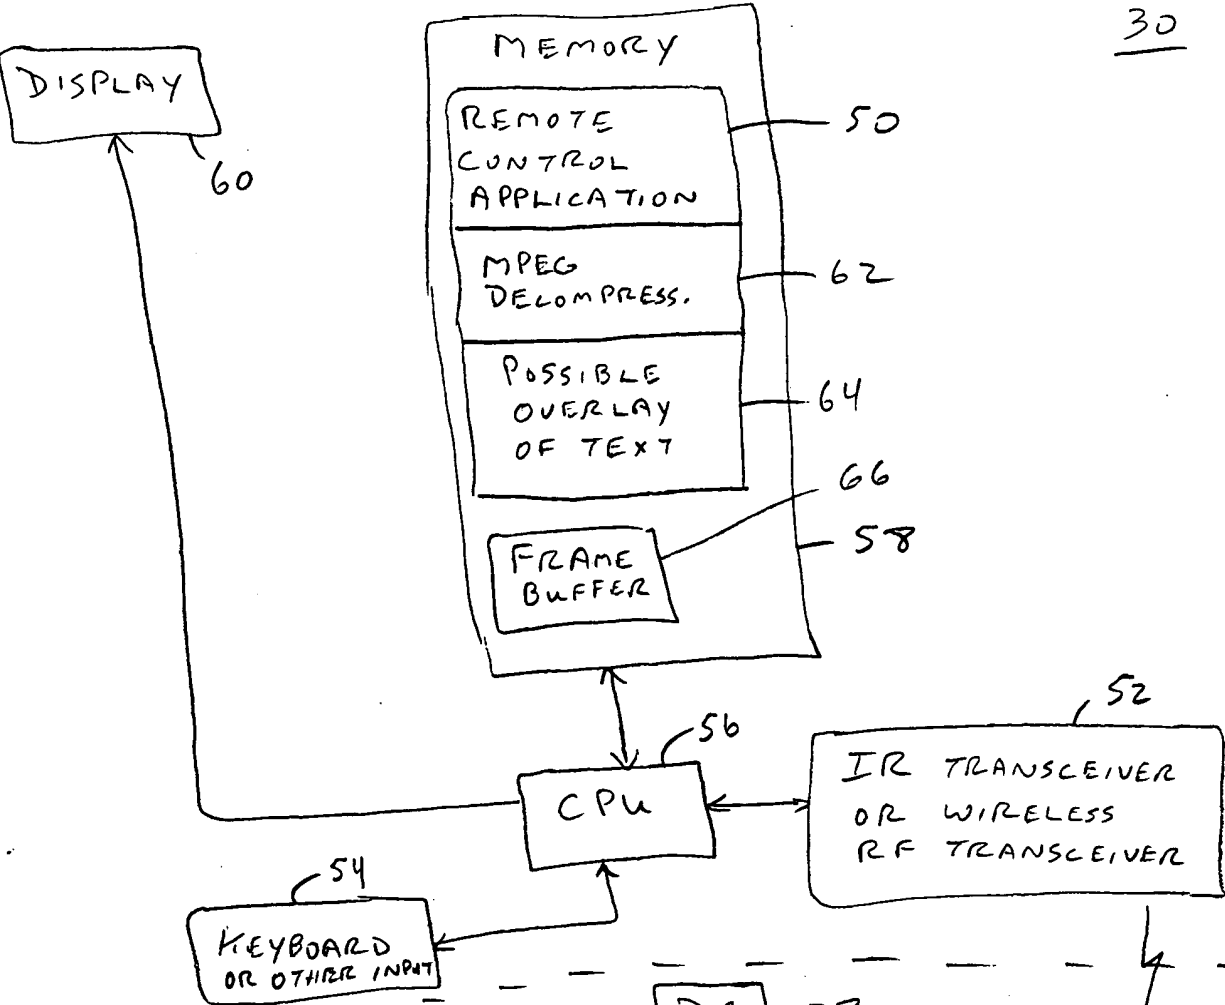 30
MEMORY
DISPLAY
60
REMOTE
CONTROL
APPLICATION
50
MPEG
DECOMPRESS.
62
POSSIBLE
OVERLAY
OF TEXT
64
66
FRAME
BUFFER
58
52
56
CPU
IR TRANSCEIVER
OR WIRELESS
RF TRANSCEIVER
54
KEYBOARD
OR OTHER INPUT